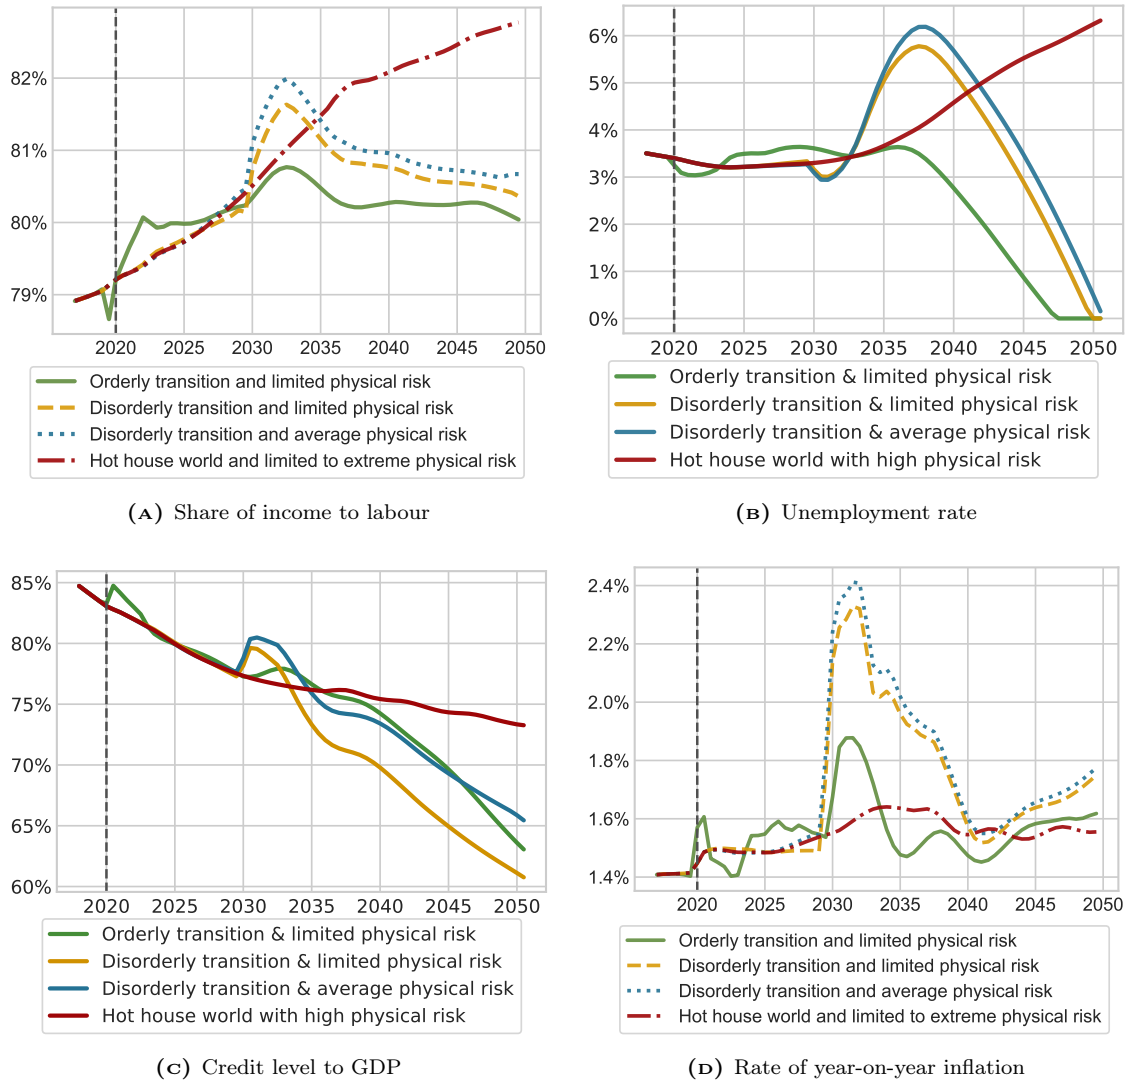 82%
81%
80%
79%
2020 2025 2030 2035 2040 2045 2050
Orderly transition and limited physical risk
Disorderly transition and limited physical risk
Disorderly transition and average physical risk
Hot house world and limited to extreme physical risk
(A) Share of income to labour
6%
5%
4%
3%
2%
1%
0%
2020 2025 2030 2035 2040 2045 2050
Orderly transition & limited physical risk
Disorderly transition & limited physical risk
Disorderly transition & average physical risk
Hot house world with high physical risk
(B) Unemployment rate
85%
80%
75%
70%
65%
60%
2020 2025 2030 2035 2040 2045 2050
Orderly transition & limited physical risk
Disorderly transition & limited physical risk
Disorderly transition & average physical risk
Hot house world with high physical risk
(C) Credit level to GDP
2.4%
2.2%
2.0%
1.8%
1.6%
1.4%
2020 2025 2030 2035 2040 2045 2050
Orderly transition and limited physical risk
Disorderly transition and limited physical risk
Disorderly transition and average physical risk
Hot house world and limited to extreme physical risk
(D) Rate of year-on-year inflation